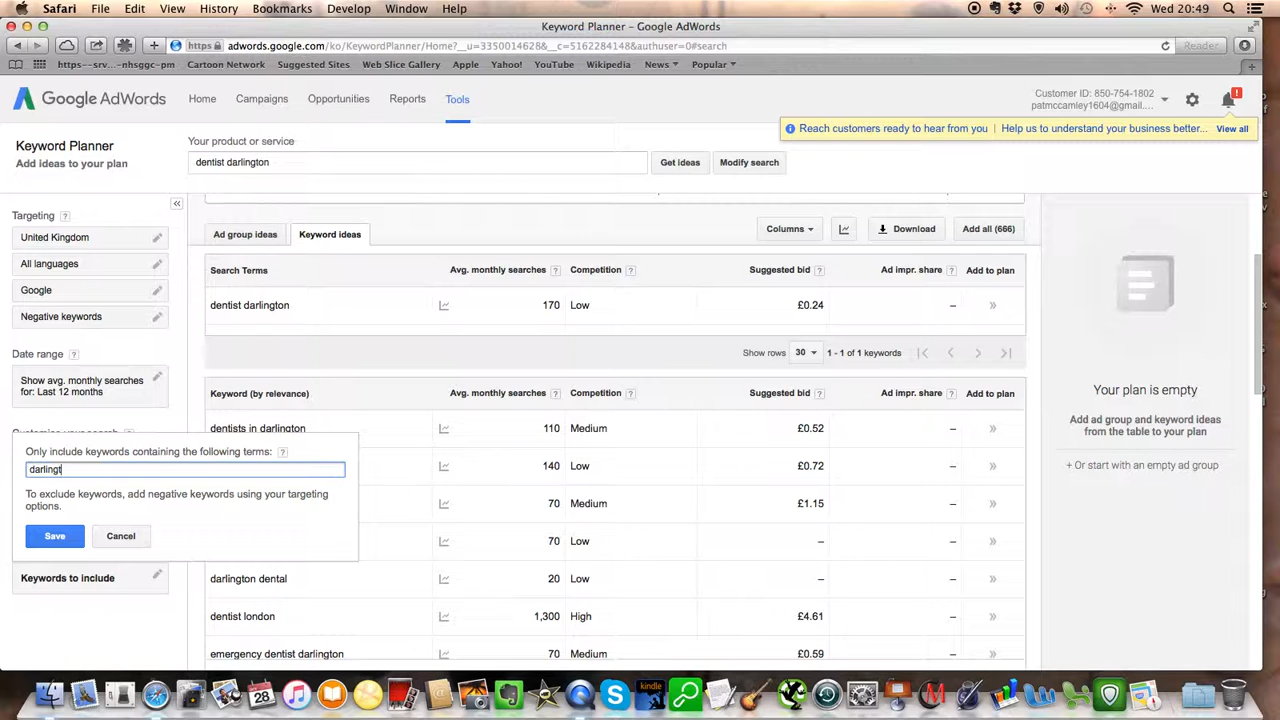 Safari File Edit View History Bookmarks Develop Window Help Wed 20:49
Keyword Planner – Google AdWords
https adwords.google.com/ko/KeywordPlanner/Home?__u=3350014628&__c=5162284148&authuser=0#search Reader
https--srv...-nhsggc-pm Cartoon Network Suggested Sites Web Slice Gallery Apple Yahoo! YouTube Wikipedia News Popular
Google AdWords Home Campaigns Opportunities Reports Tools
Customer ID: 850-754-1802
patmccamley1604@gmail....
!
Reach customers ready to hear from you Help us to understand your business better... View all
Keyword Planner
Add ideas to your plan
Your product or service
dentist darlington Get ideas Modify search
Targeting ?
United Kingdom
All languages
Google
Negative keywords
Date range ?
Show avg. monthly searches
for: Last 12 months
Only include keywords containing the following terms: ?
darlingt
To exclude keywords, add negative keywords using your targeting
options.
Save Cancel
Keywords to include
Ad group ideas Keyword ideas Columns Download Add all (666)
Search Terms Avg. monthly searches ? Competition ? Suggested bid ? Ad impr. share ? Add to plan
dentist darlington 170 Low £0.24 – »
Show rows 30 1 - 1 of 1 keywords
Keyword (by relevance) Avg. monthly searches ? Competition ? Suggested bid ? Ad impr. share ? Add to plan
dentists in darlington 110 Medium £0.52 – »
140 Low £0.72 – »
70 Medium £1.15 – »
70 Low – – »
darlington dental 20 Low – – »
dentist london 1,300 High £4.61 – »
emergency dentist darlington 70 Medium £0.59 – »
Your plan is empty
Add ad group and keyword ideas
from the table to your plan
+ Or start with an empty ad group
28
kindle